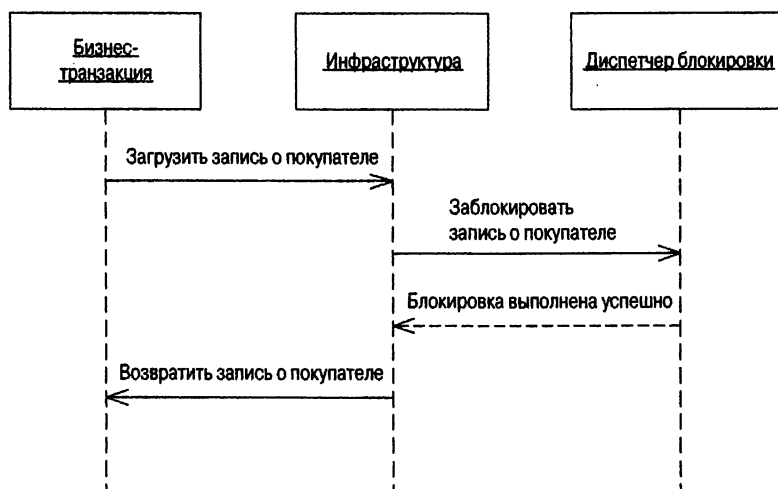 Бизнес-
транзакция
Инфраструктура
Диспетчер блокировки
Загрузить запись о покупателе
Заблокировать
запись о покупателе
Блокировка выполнена успешно
Возвратить запись о покупателе